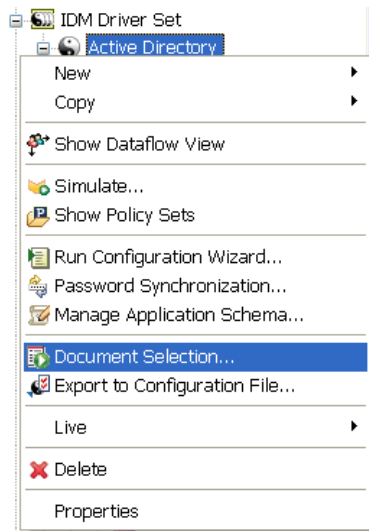 IDM Driver Set
Active Directory
New
Copy
Show Dataflow View
Simulate...
Show Policy Sets
Run Configuration Wizard...
Password Synchronization...
Manage Application Schema...
Document Selection...
Export to Configuration File...
Live
Delete
Properties